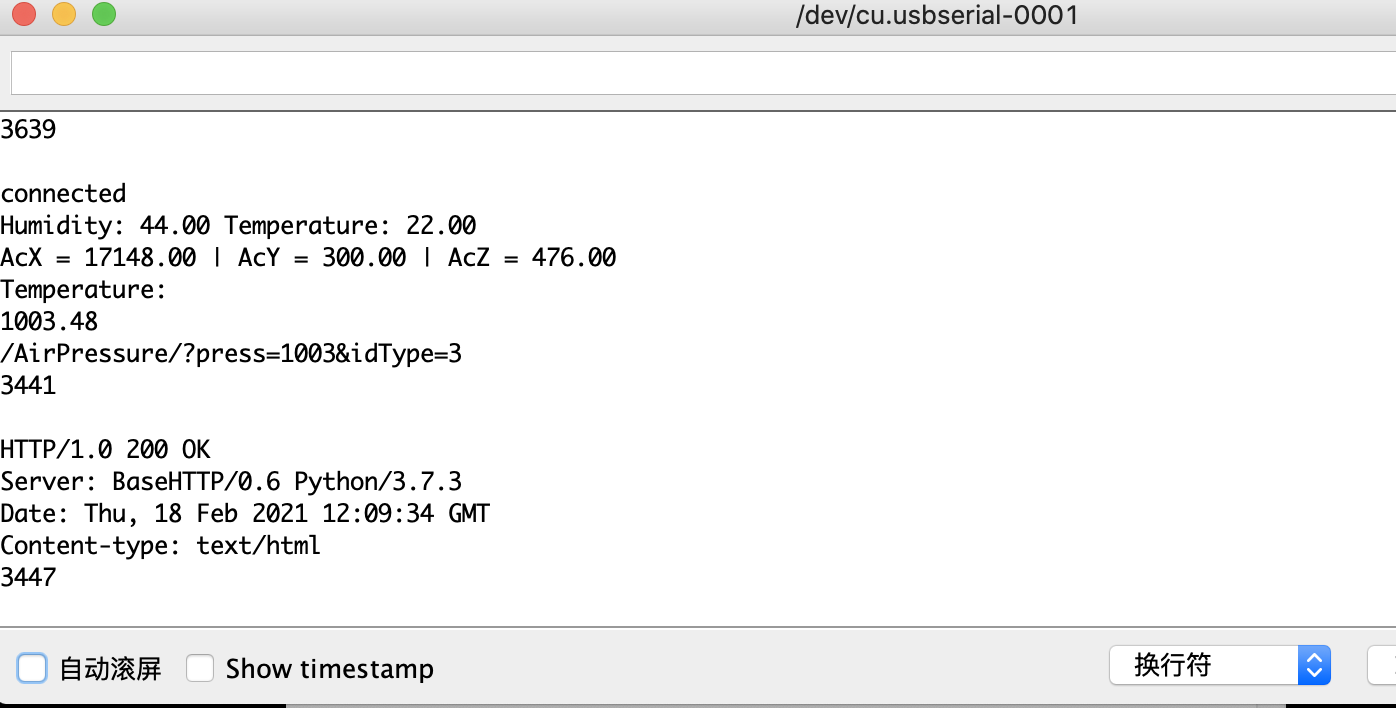 /dev/cu.usbserial-0001
3639
connected
Humidity: 44.00 Temperature: 22.00
AcX = 17148.00 | AcY = 300.00 | AcZ = 476.00
Temperature:
1003.48
/AirPressure/?press=1003&idType=3
3441
HTTP/1.0 200 OK
Server: BaseHTTP/0.6 Python/3.7.3
Date: Thu, 18 Feb 2021 12:09:34 GMT
Content-type: text/html
3447
自动滚屏 Show timestamp 换行符